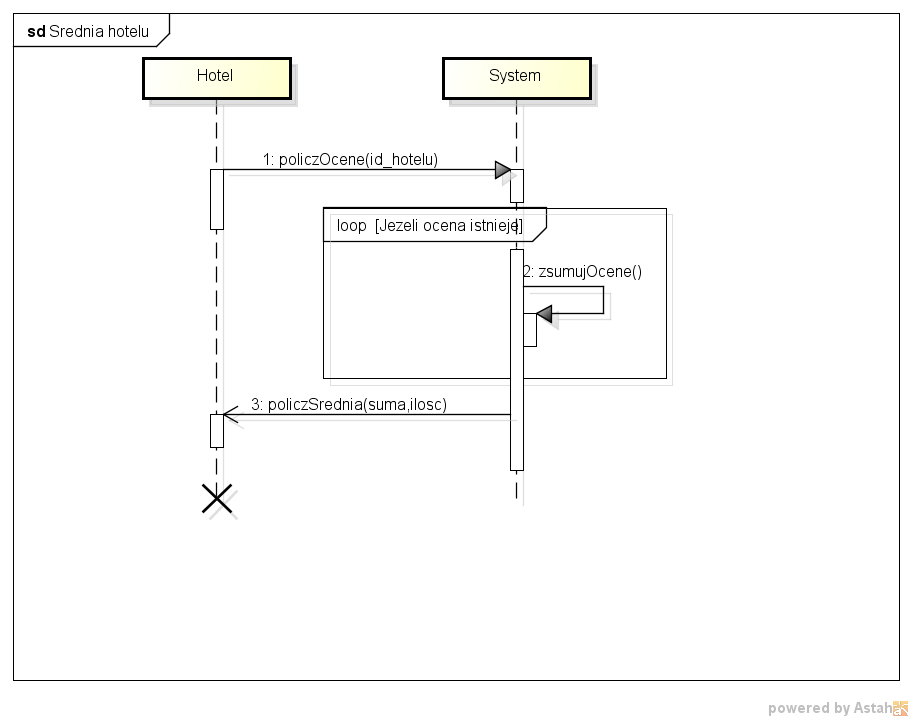 sd Srednia hotelu
Hotel
System
1: policzOcene(id_hotelu)
loop [Jezeli ocena istnieje]
2: zsumujOcene()
3: policzSrednia(suma,ilosc)
powered by Astah